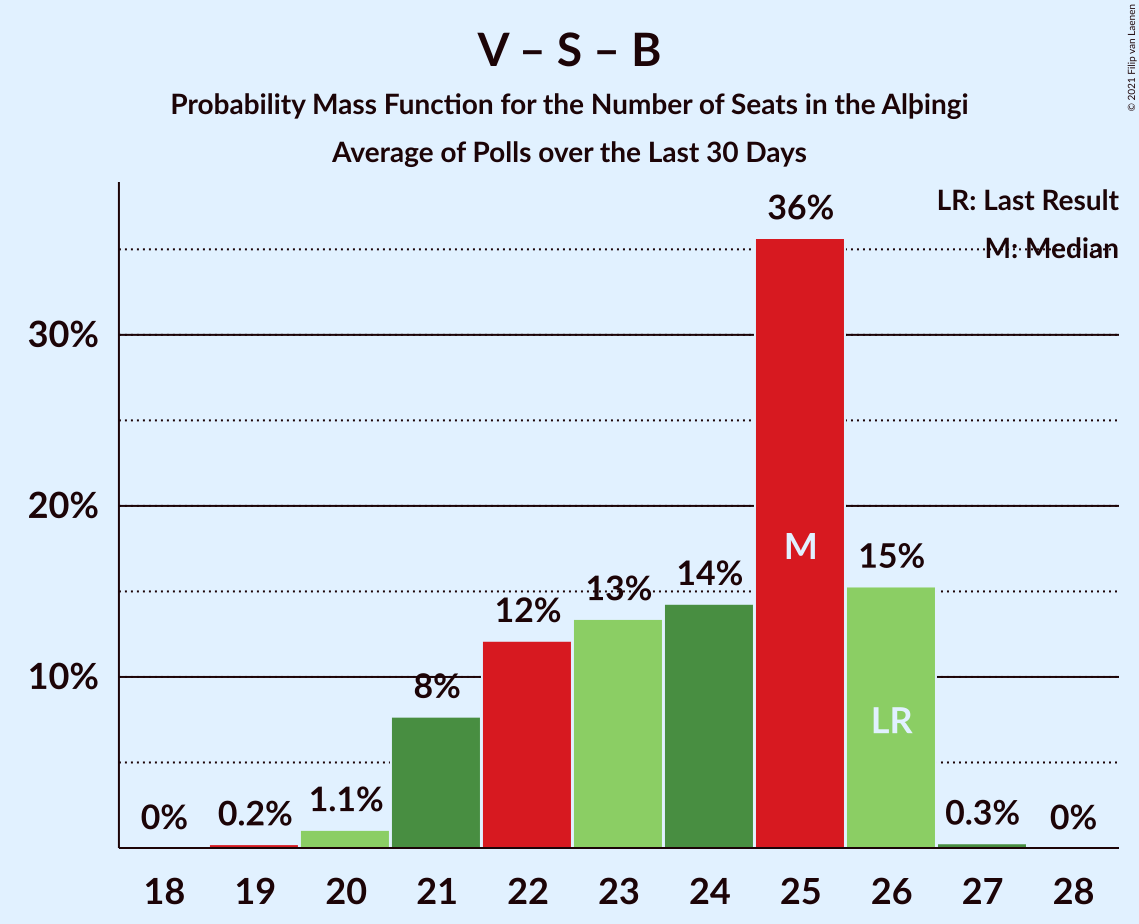 V – S – B
Probability Mass Function for the Number of Seats in the Alþingi
Average of Polls over the Last 30 Days
© 2021 Filip van Laenen
LR: Last Result
M: Median
36%
30%
20%
10%
0%
0.2%
1.1%
8%
12%
13%
14%
M
15%
LR
0.3%
0%
18 19 20 21 22 23 24 25 26 27 28